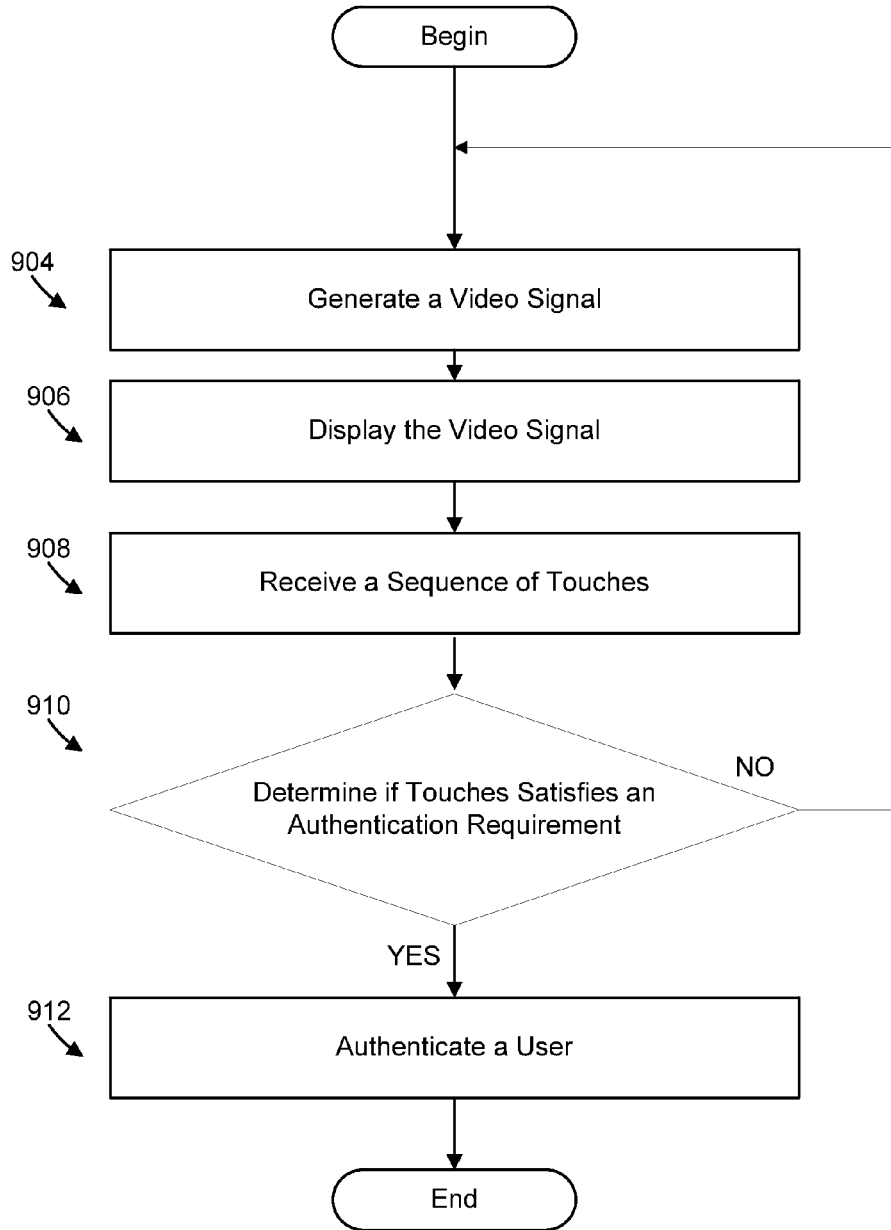 Begin
904
Generate a Video Signal
906
Display the Video Signal
908
Receive a Sequence of Touches
910
NO
Determine if Touches Satisfies an
Authentication Requirement
YES
912
Authenticate a User
End